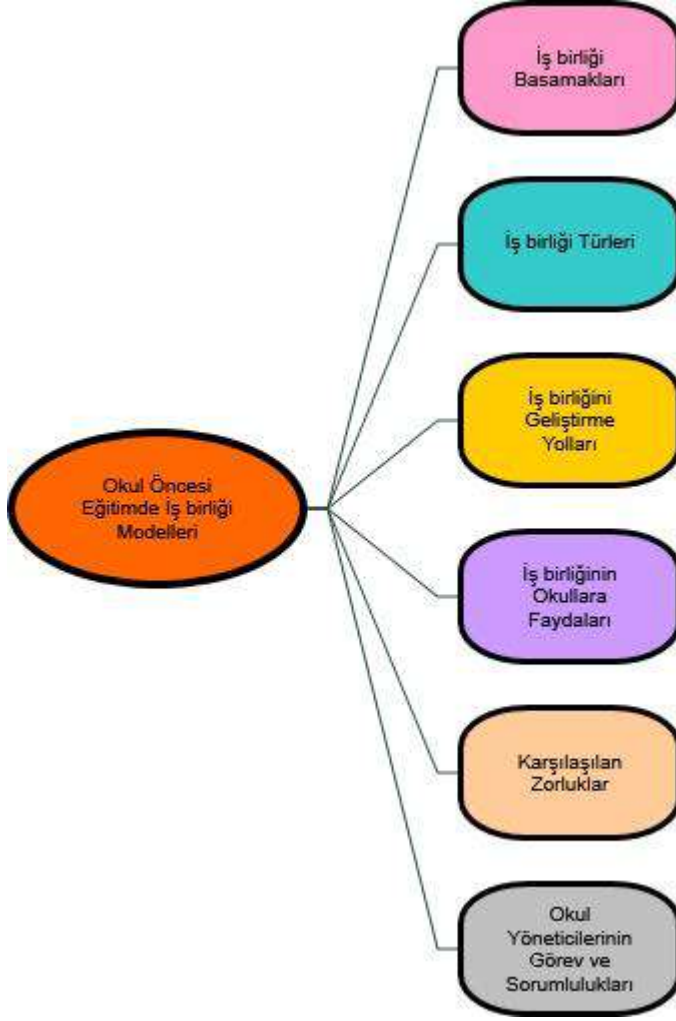 İş birliği
Basamakları
İş birliği Türleri
İş birliğini
Geliştirme
Yolları
Okul Öncesi
Eğitimde İş birliği
Modelleri
İş birliğinin
Okullara
Faydaları
Karşılaşılan
Zorluklar
Okul
Yöneticilerinin
Görev ve
Sorumlulukları